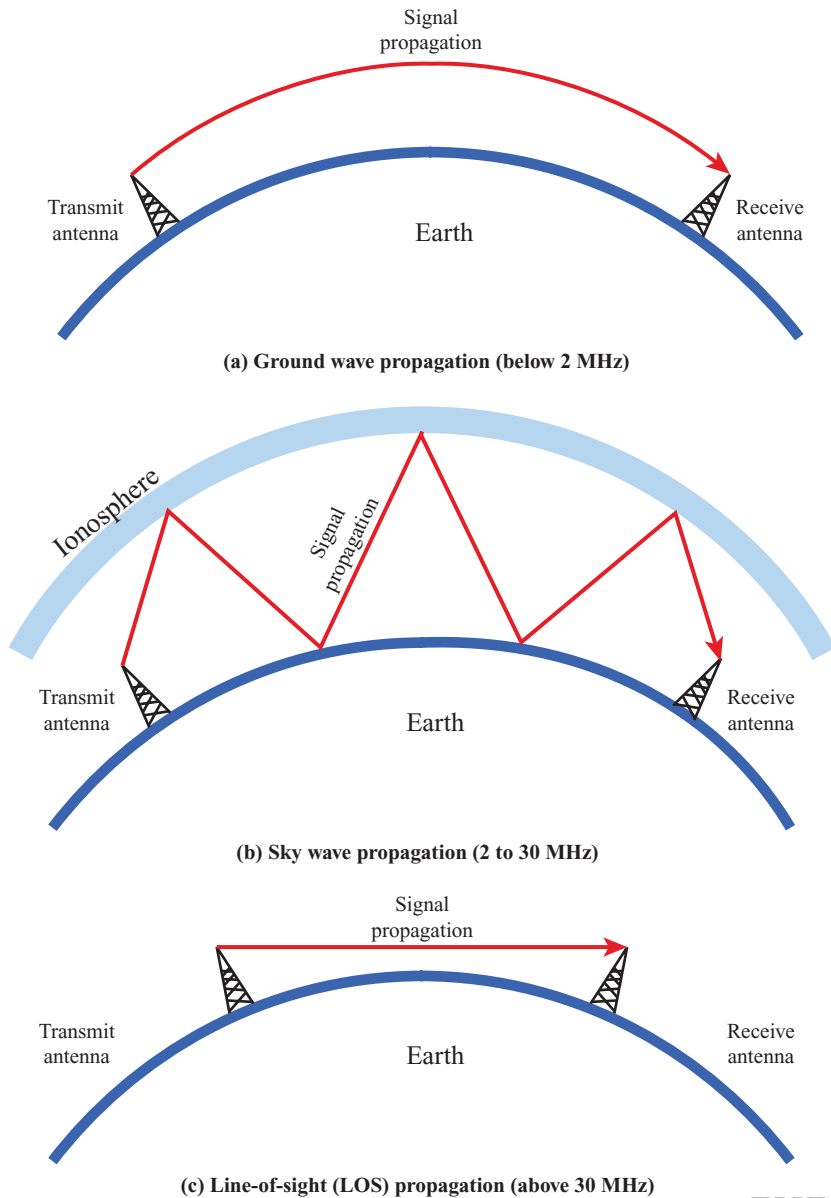 Signal
propagation
Transmit
antenna
Earth
Receive
antenna
(a) Ground wave propagation (below 2 MHz)
Ionosphere
Signal
propagation
Transmit
antenna
Earth
Receive
antenna
(b) Sky wave propagation (2 to 30 MHz)
Signal
propagation
Transmit
antenna
Earth
Receive
antenna
(c) Line-of-sight (LOS) propagation (above 30 MHz)